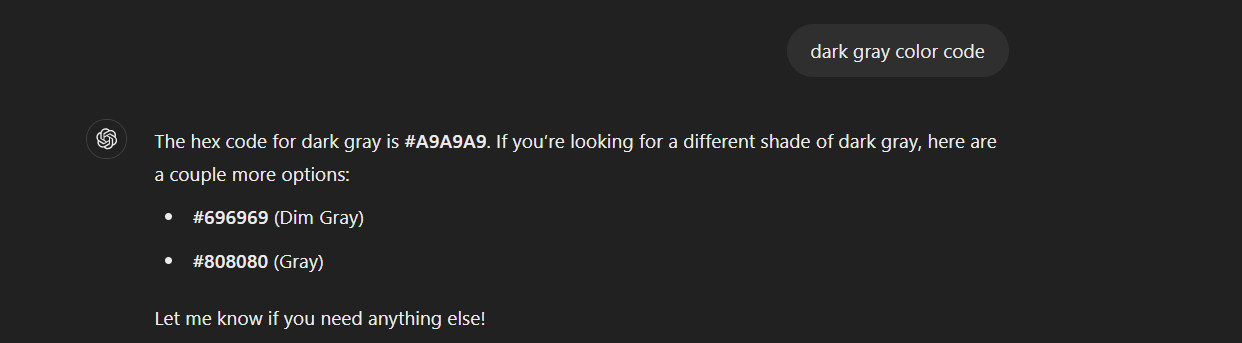 dark gray color code
The hex code for dark gray is #A9A9A9. If you’re looking for a different shade of dark gray, here are
a couple more options:
• #696969 (Dim Gray)
• #808080 (Gray)
Let me know if you need anything else!